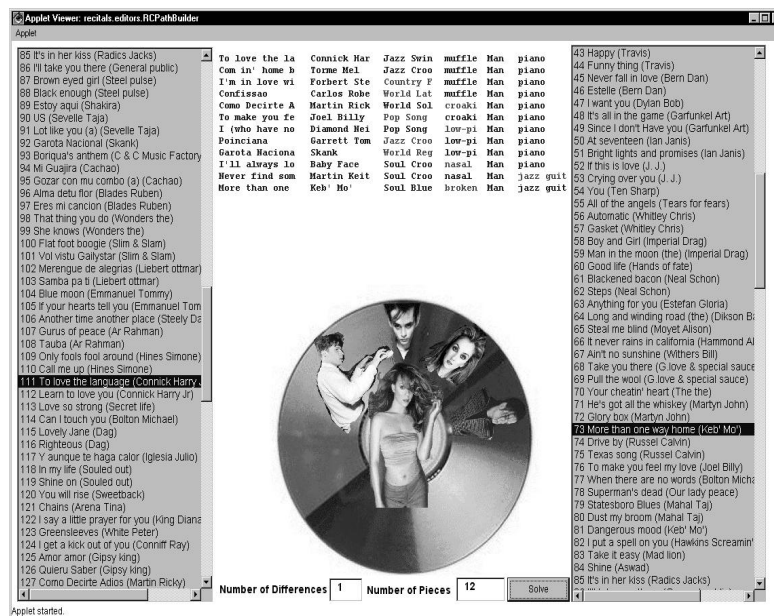 Applet Viewer: recitals.editors.RCPathBuilder
Applet
85 It's in her kiss (Radics Jacks)
86 I'll take you there (General public)
87 Brown eyed girl (Steel pulse)
88 Black enough (Steel pulse)
89 Estoy aqui (Shakira)
90 US (Sevelle Taja)
91 Lot like you (a) (Sevelle Taja)
92 Garota Nacional (Skank)
93 Boriqua's anthem (C & C Music Factory
94 Mi Guajira (Cachao)
95 Gozar con mu combo (a) (Cachao)
96 Alma detu flor (Blades Ruben)
97 Eres mi cancion (Blades Ruben)
98 That thing you do (Wonders the)
99 She knows (Wonders the)
100 Flat foot boogie (Slim & Slam)
101 Vol vistu Gailystar (Slim & Slam)
102 Merengue de alegrias (Liebert ottmar)
103 Samba pa ti (Liebert ottmar)
104 Blue moon (Emmanuel Tommy)
105 If your hearts tell you (Emmanuel Tom
106 Another time another place (Steely Da
107 Gurus of peace (Ar Rahman)
108 Tauba (Ar Rahman)
109 Only fools fool around (Hines Simone)
110 Call me up (Hines Simone)
111 To love the language (Connick Harry J
112 Learn to love you (Connick Harry Jr)
113 Love so strong (Secret life)
114 Can I touch you (Bolton Michael)
115 Lovely Jane (Dag)
116 Righteous (Dag)
117 Y aunque te haga calor (Iglesia Julio)
118 In my life (Souled out)
119 Shine on (Souled out)
120 You will rise (Sweetback)
121 Chains (Arena Tina)
122 I say a little prayer for you (King Diana
123 Greensleeves (White Peter)
124 I get a kick out of you (Conniff Ray)
125 Amor amor (Gipsy king)
126 Quieru Saber (Gipsy king)
127 Como Decirte Adios (Martin Ricky)
To love the la Connick Har Jazz Swin muffle Man piano
Com in' home b Torme Mel Jazz Croo muffle Man piano
I'm in love wi Forbert Ste Country F muffle Man piano
Confissao Carlos Robe World Lat muffle Man piano
Como Decirte A Martin Rick World Sol croaki Man piano
To make you fe Joel Billy Pop Song croaki Man piano
I (who have no Diamond Nei Pop Song low-pi Man piano
Poinciana Garrett Ken Jazz Croo low-pi Man piano
Garota Naciona Skank World Reg low-pi Man piano
I'll always lo Baby Face Soul Croo nasal Man piano
Never find som Martin Keit Soul Croo nasal Man jazz guit
More than one Keb' Mo' Soul Blue broken Man jazz guit
Number of Differences 1 Number of Pieces 12 Solve
43 Happy (Travis)
44 Funny thing (Travis)
45 Never fall in love (Bern Dan)
46 Estelle (Bern Dan)
47 I want you (Dylan Bob)
48 It's all in the game (Garfunkel Art)
49 Since I don't Have you (Garfunkel Art)
50 At seventeen (Ian Janis)
51 Bright lights and promises (Ian Janis)
52 If this is love (J. J.)
53 Crying over you (J. J.)
54 You (Ten Sharp)
55 All of the angels (Tears for fears)
56 Automatic (Whitley Chris)
57 Gasket (Whitley Chris)
58 Boy and Girl (Imperial Drag)
59 Man in the moon (the) (Imperial Drag)
60 Good life (Hands of fate)
61 Blackened bacon (Neal Schon)
62 Steps (Neal Schon)
63 Anything for you (Estefan Gloria)
64 Long and winding road (the) (Dikson Ba
65 Steal me blind (Moyet Alison)
66 It never rains in california (Hammond Al
67 Ain't no sunshine (Withers Bill)
68 Take you there (G.love & special sauce
69 Pull the wool (G.love & special sauce)
70 Your cheatin' heart (The the)
71 He's got all the whiskey (Martyn John)
72 Glory box (Martyn John)
73 More than one way home (Keb' Mo')
74 Drive by (Russel Calvin)
75 Texas song (Russel Calvin)
76 To make you feel my love (Joel Billy)
77 When there are no words (Bolton Micha
78 Superman's dead (Our lady peace)
79 Statesboro Blues (Mahal Taj)
80 Dust my broom (Mahal Taj)
81 Dangerous mood (Keb' Mo')
82 I put a spell on you (Hawkins Screamin'
83 Take it easy (Mad lion)
84 Shine (Aswad)
85 It's in her kiss (Radics Jacks)
Applet started.